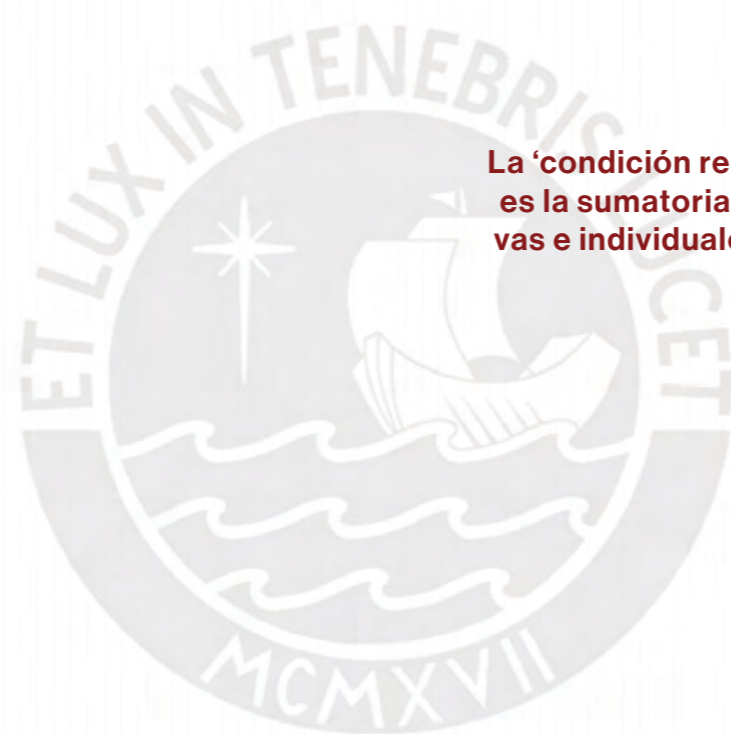 ET LUX IN TENEBRIS LUCET
La ‘condición re
es la sumatoria
vas e individual
MCMXVII